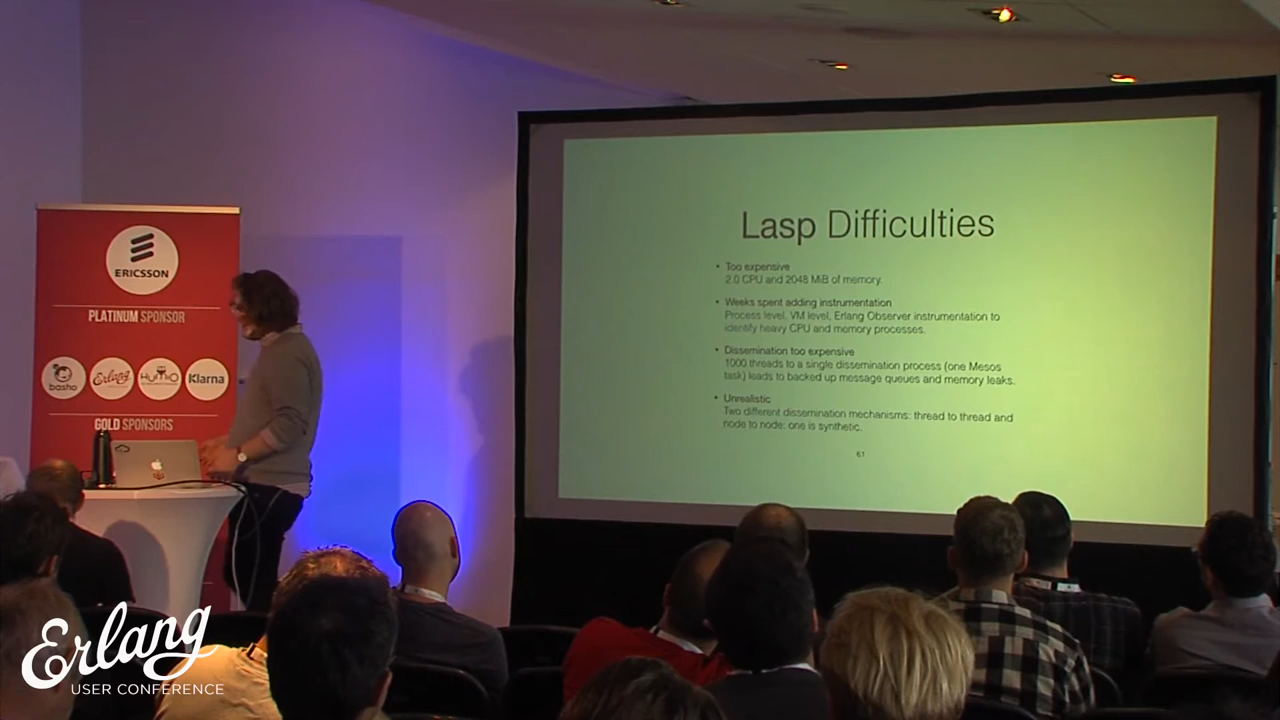 ERICSSON
PLATINUM SPONSOR
basho
Erlang
HUMIO
Klarna
GOLD SPONSORS
Lasp Difficulties
• Too expensive
2.0 CPU and 2048 MiB of memory.
• Weeks spent adding instrumentation
Process level, VM level, Erlang Observer instrumentation to
identify heavy CPU and memory processes.
• Dissemination too expensive
1000 threads to a single dissemination process (one Mesos
task) leads to backed up message queues and memory leaks.
• Unrealistic
Two different dissemination mechanisms: thread to thread and
node to node: one is synthetic.
61
Erlang
USER CONFERENCE